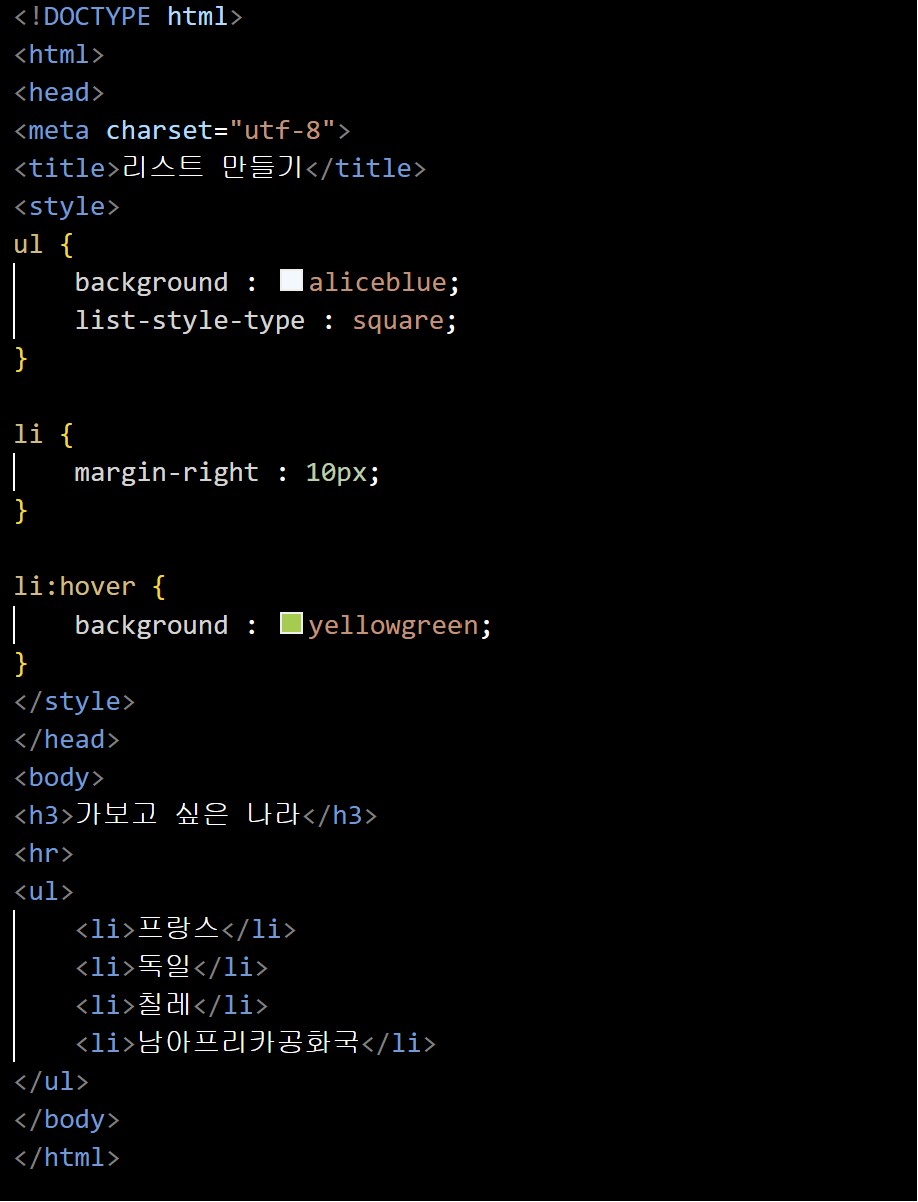 <!DOCTYPE html>
<html>
<head>
<meta charset="utf-8">
<title>리스트 만들기</title>
<style>
ul {
    background : aliceblue;
    list-style-type : square;
}

li {
    margin-right : 10px;
}

li:hover {
    background : yellowgreen;
}
</style>
</head>
<body>
<h3>가보고 싶은 나라</h3>
<hr>
<ul>
    <li>프랑스</li>
    <li>독일</li>
    <li>칠레</li>
    <li>남아프리카공화국</li>
</ul>
</body>
</html>